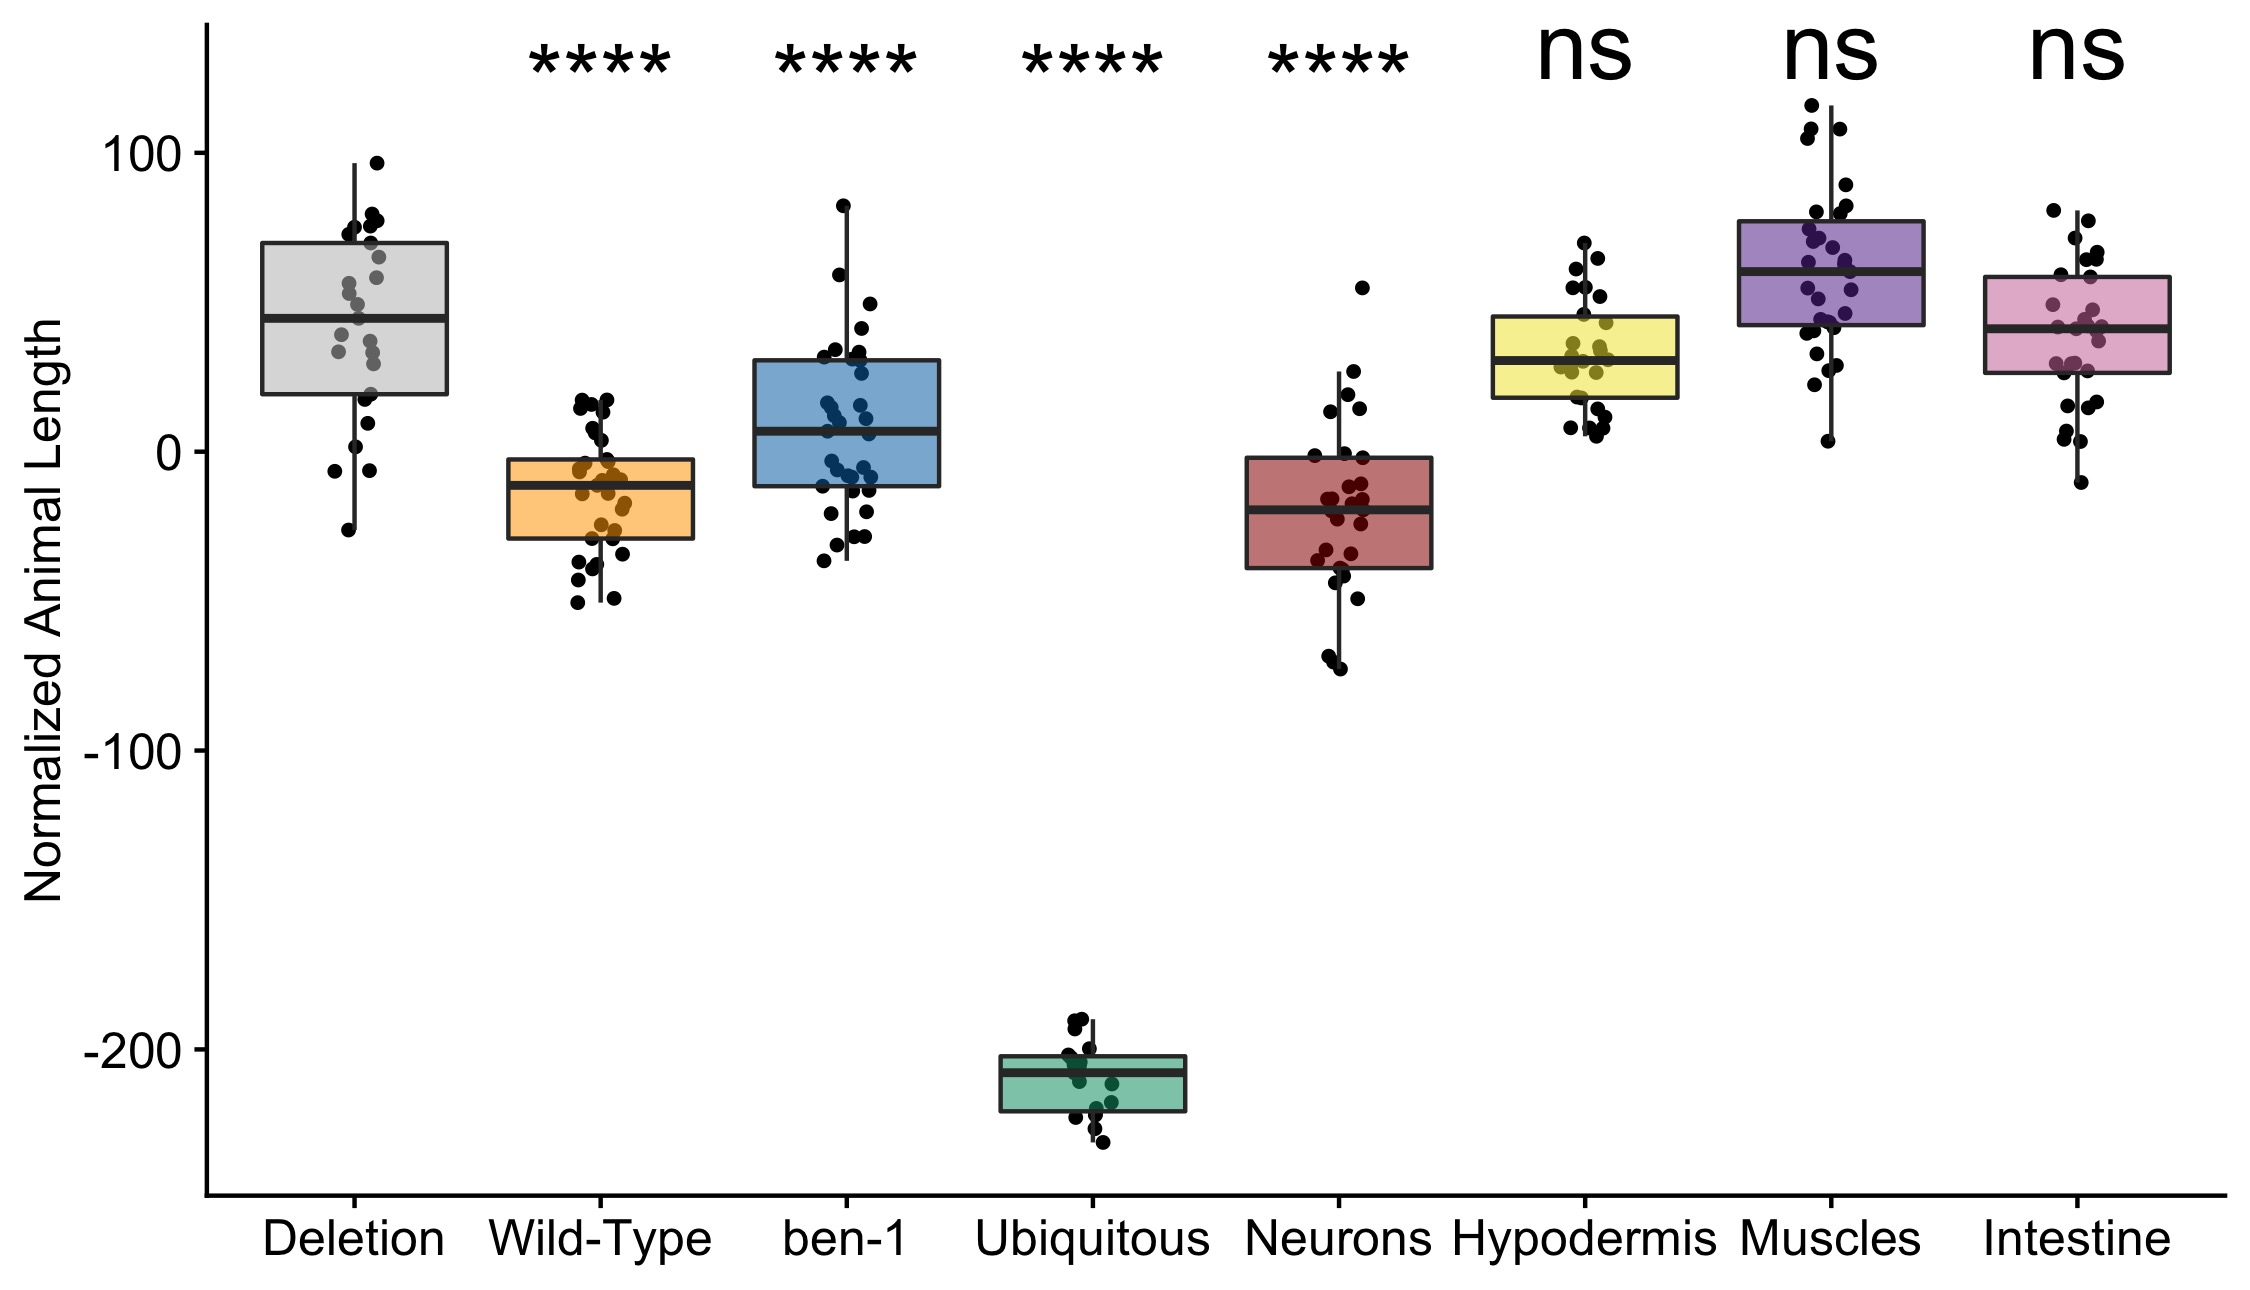 **** **** **** **** ns ns ns
100
0
-100
-200
Normalized Animal Length
Deletion Wild-Type ben-1 Ubiquitous Neurons Hypodermis Muscles Intestine